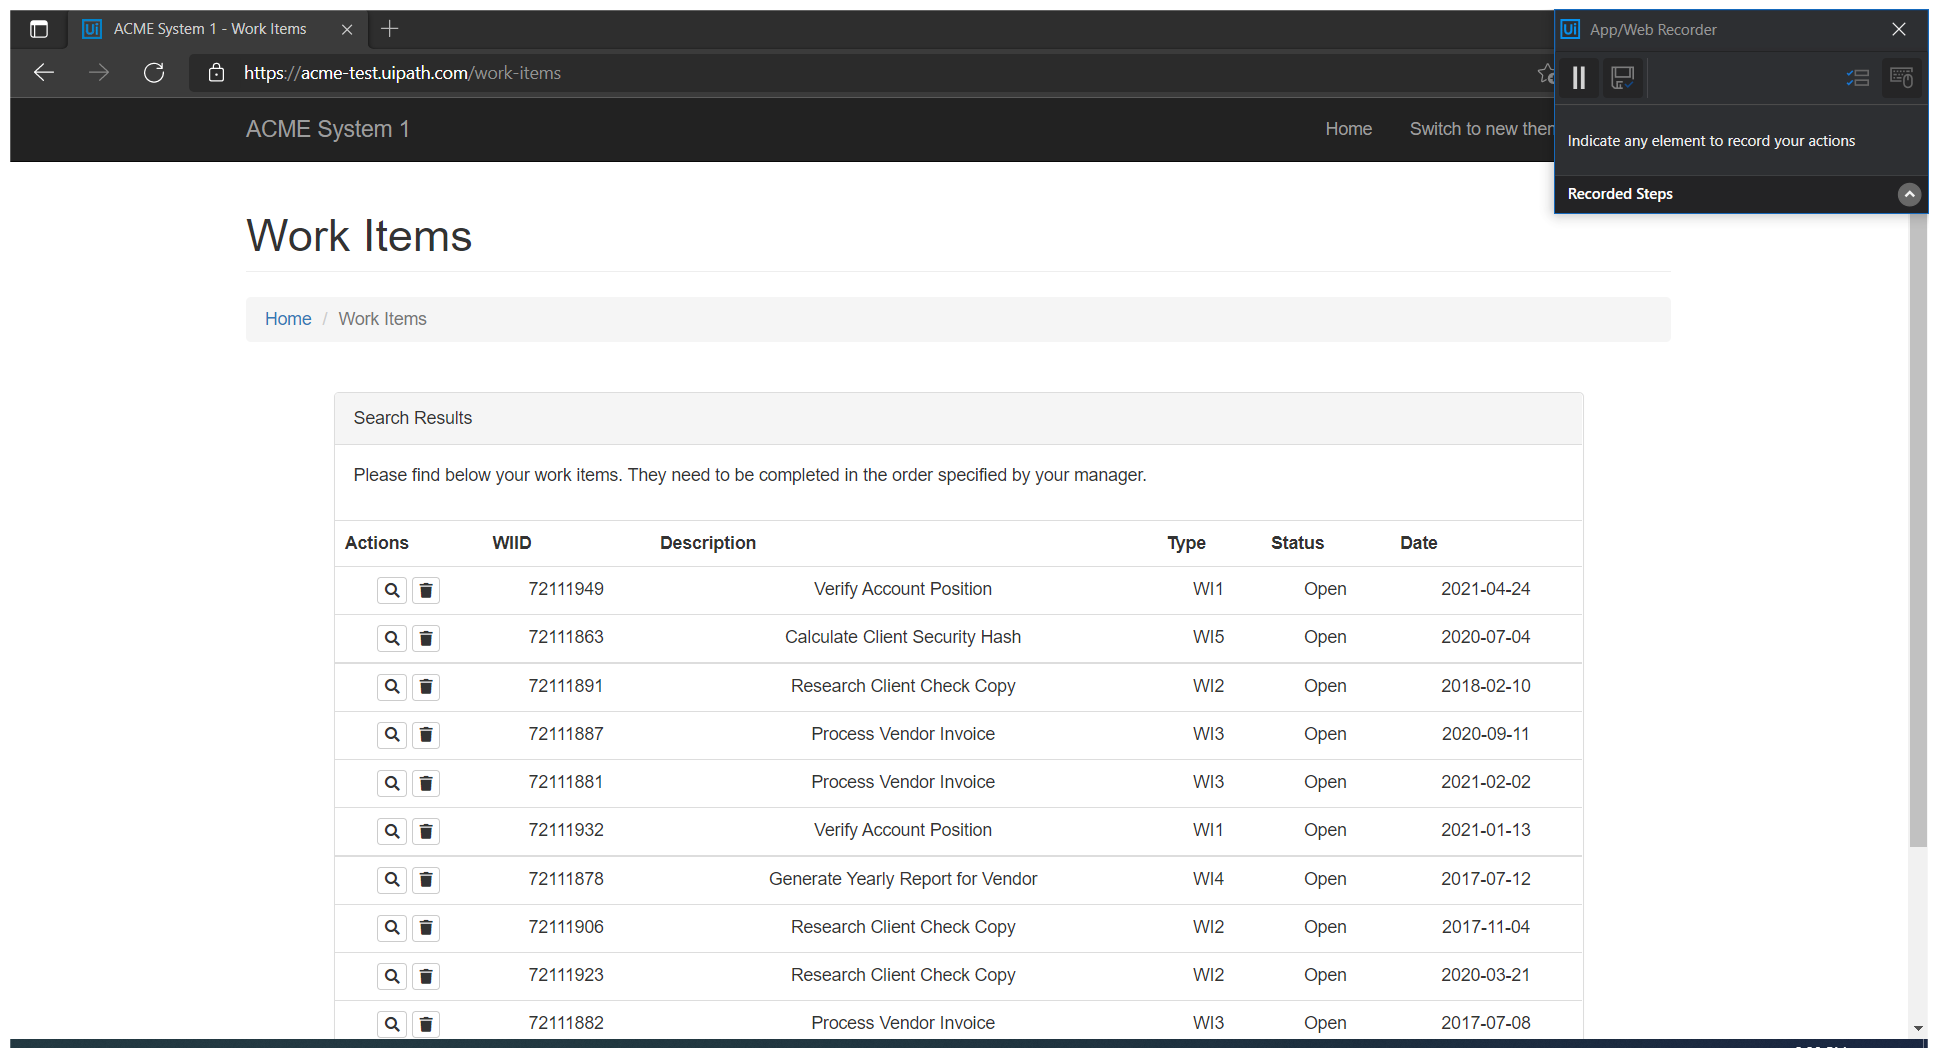 ACME System 1 - Work Items
App/Web Recorder
https://acme-test.uipath.com/work-items
ACME System 1
Home
Switch to new
Indicate any element to record your actions
Recorded Steps
Work Items
Home / Work Items
Search Results
Please find below your work items. They need to be completed in the order specified by your manager.
Actions WIID Description Type Status Date
72111949 Verify Account Position WI1 Open 2021-04-24
72111863 Calculate Client Security Hash WI5 Open 2020-07-04
72111891 Research Client Check Copy WI2 Open 2018-02-10
72111887 Process Vendor Invoice WI3 Open 2020-09-11
72111881 Process Vendor Invoice WI3 Open 2021-02-02
72111932 Verify Account Position WI1 Open 2021-01-13
72111878 Generate Yearly Report for Vendor WI4 Open 2017-07-12
72111906 Research Client Check Copy WI2 Open 2017-11-04
72111923 Research Client Check Copy WI2 Open 2020-03-21
72111882 Process Vendor Invoice WI3 Open 2017-07-08